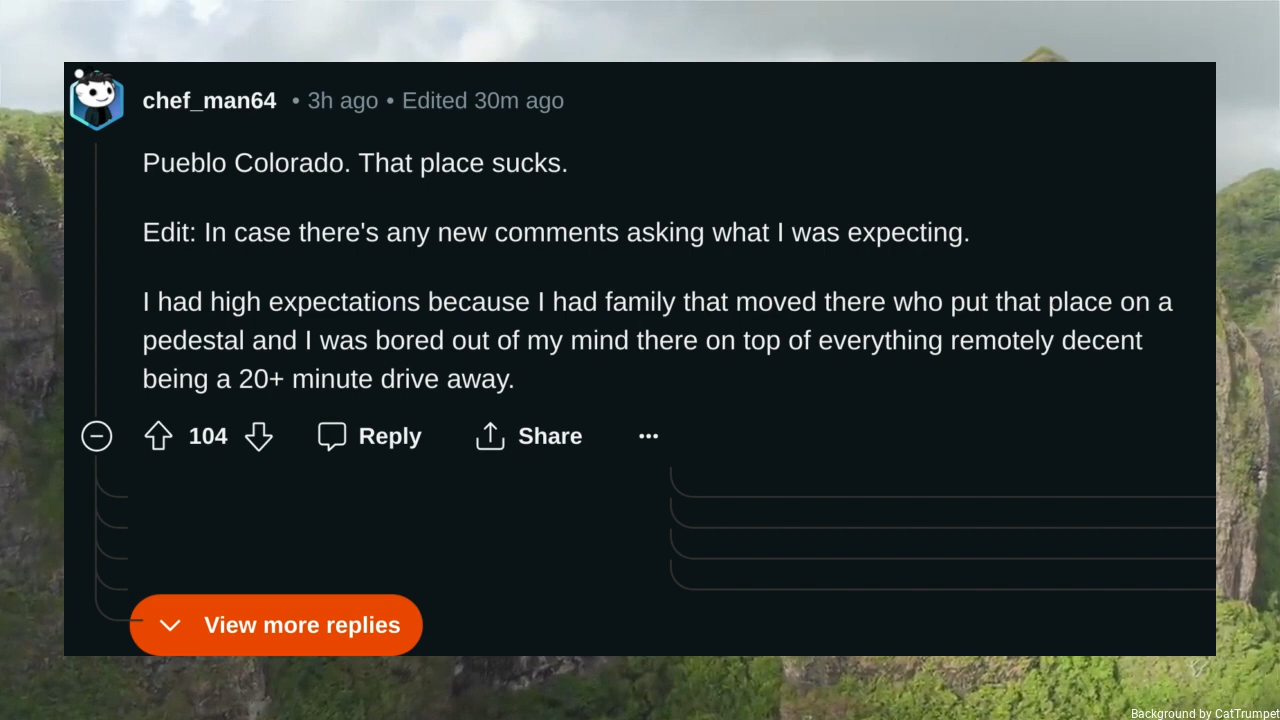 chef_man64 • 3h ago • Edited 30m ago
Pueblo Colorado. That place sucks.
Edit: In case there's any new comments asking what I was expecting.
I had high expectations because I had family that moved there who put that place on a
pedestal and I was bored out of my mind there on top of everything remotely decent
being a 20+ minute drive away.
104 Reply Share
View more replies
Background by CatTrumpet